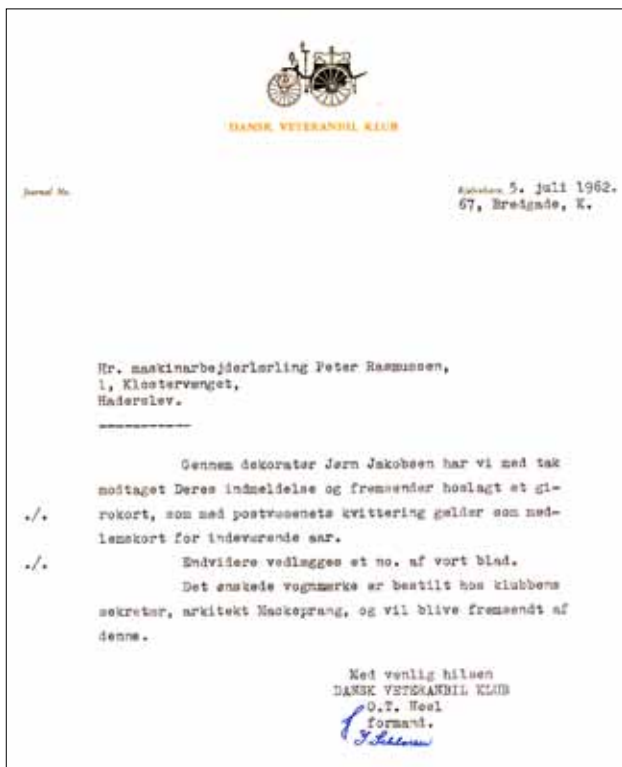 DANSK VETERANBIL KLUB
Journal No.
København, 5. juli 1962.
67, Bredgade, K.
Hr. maskinarbejderlærling Peter Rasmussen,
1, Klostervænget,
Haderslev.
Gennem dekoratør Jørn Jakobsen har vi med tak
modtaget Deres indmeldelse og fremsender hoslagt et gi-
./. rokort, som med postvæsenets kvittering gælder som med-
lemskort for indeværende aar.
./. Endvidere vedlægges et no. af vort blad.
Det ønskede vognmærke er bestilt hos klubbens
sekretær, arkitekt Mackeprang, og vil blive fremsendt af
denne.
Med venlig hilsen
DANSK VETERANBIL KLUB
O.T.
formand.